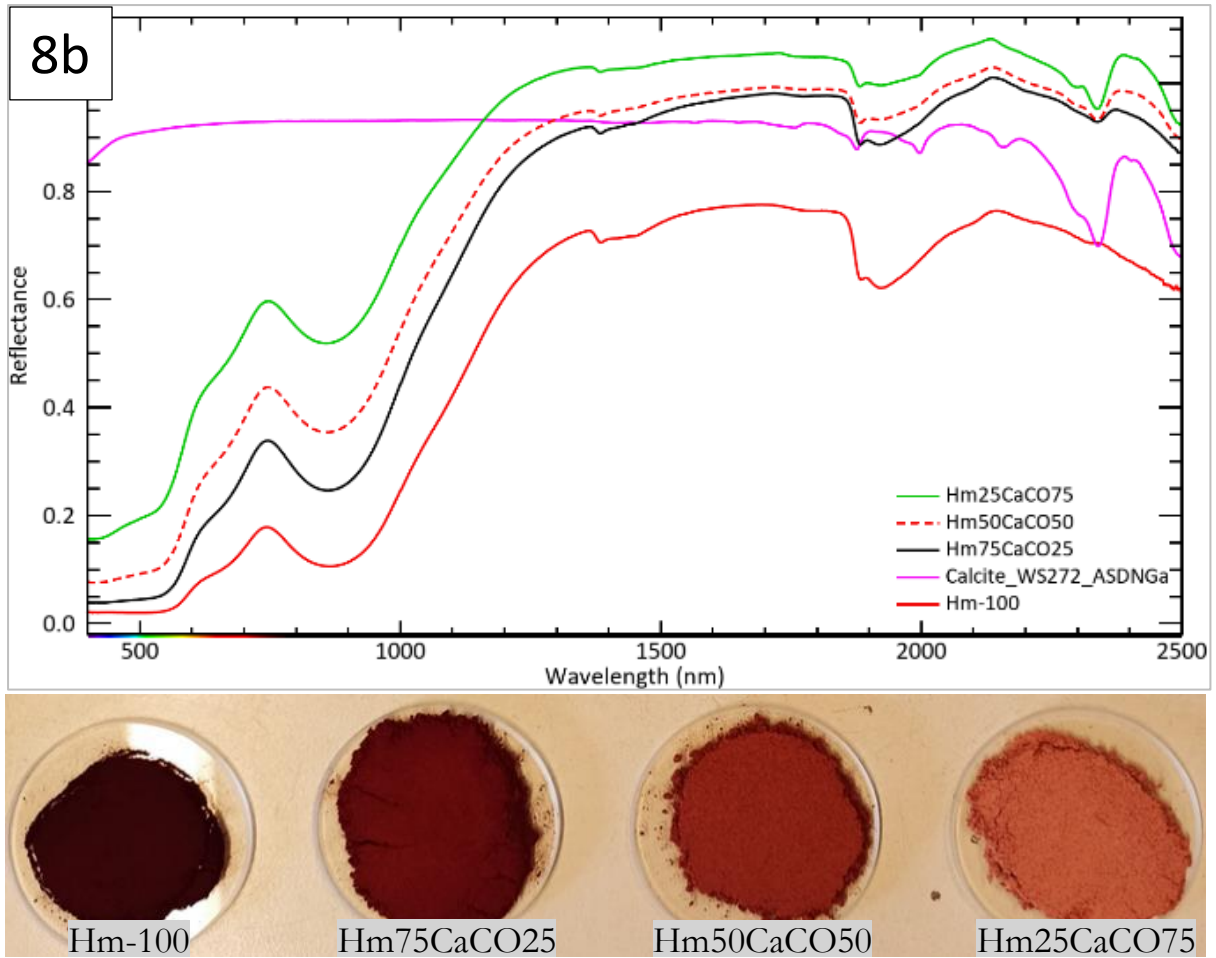 8b
Reflectance
0.8
0.6
0.4
0.2
0.0
Hm25CaCO75
Hm50CaCO50
Hm75CaCO25
Calcite_WS272_ASDNGa
Hm-100
500 1000 1500 2000 2500
Wavelength (nm)
Hm-100 Hm75CaCO25 Hm50CaCO50 Hm25CaCO75